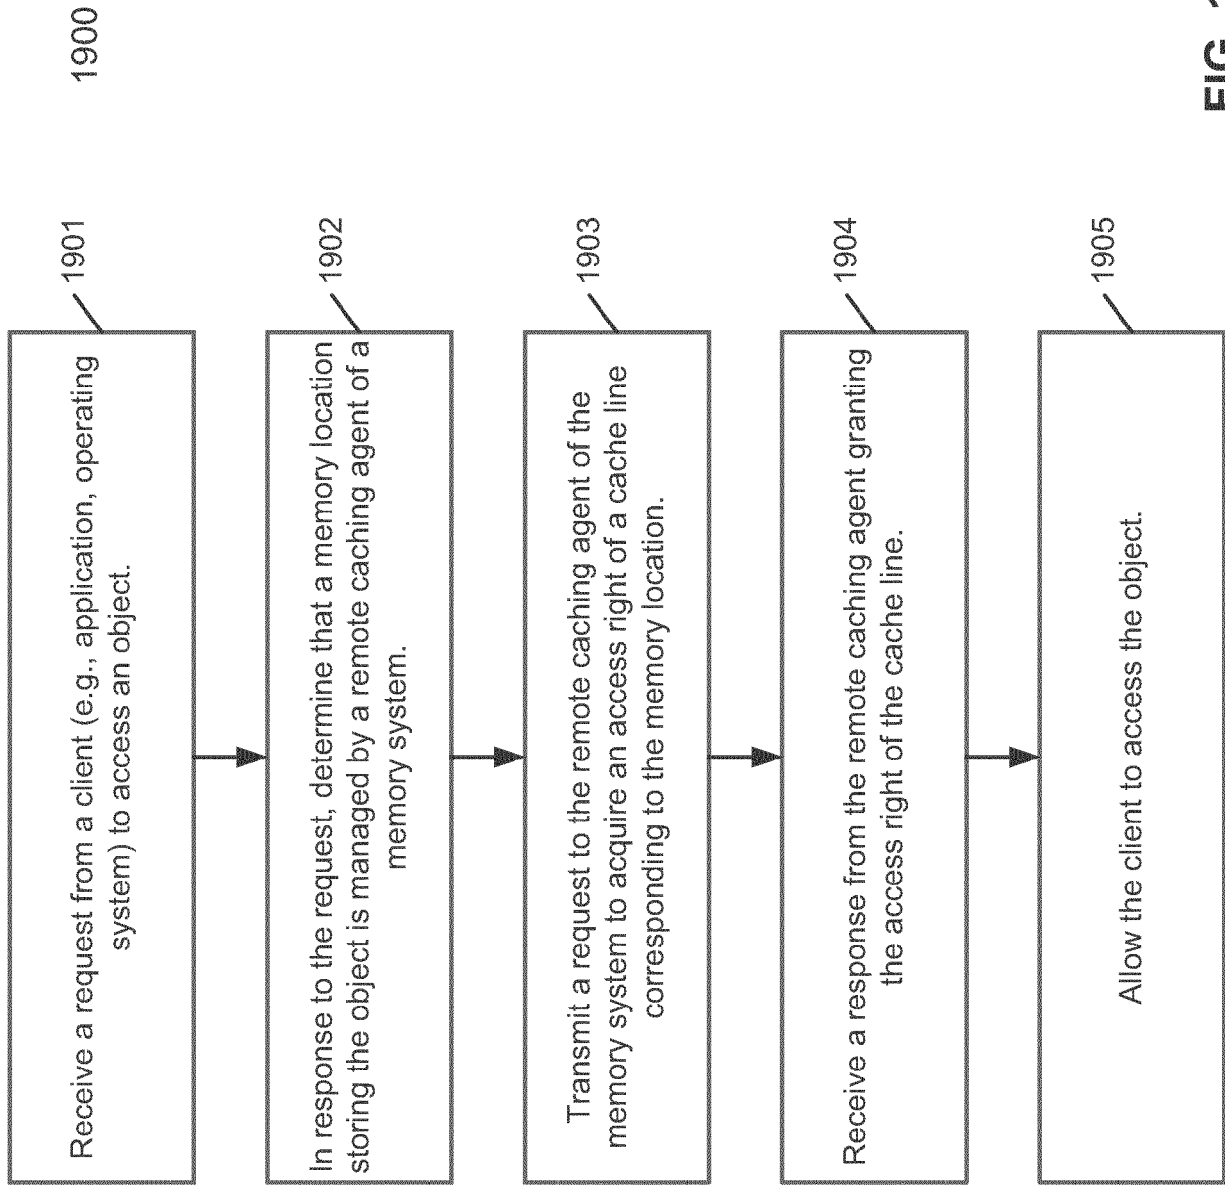 1900
Receive a request from a client (e.g., application, operating
system) to access an object.
1901
In response to the request, determine that a memory location
storing the object is managed by a remote caching agent of a
memory system.
1902
Transmit a request to the remote caching agent of the
memory system to acquire an access right of a cache line
corresponding to the memory location.
1903
Receive a response from the remote caching agent granting
the access right of the cache line.
1904
Allow the client to access the object.
1905
FIG.